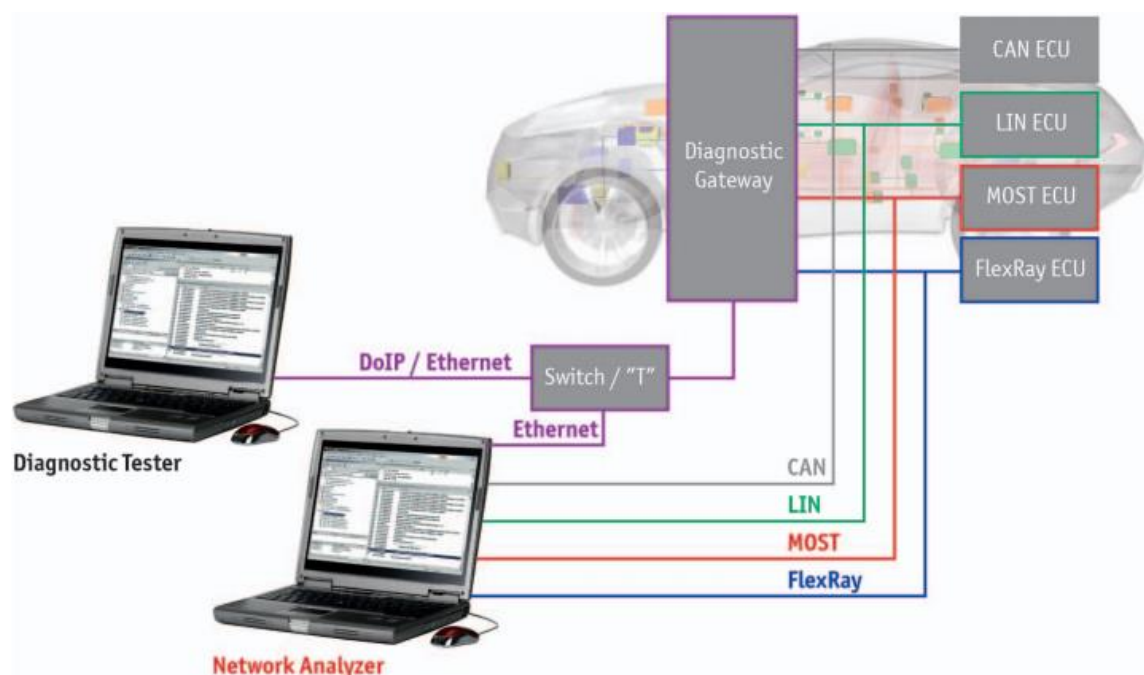 CAN ECU
LIN ECU
Diagnostic
Gateway
MOST ECU
FlexRay ECU
DoIP / Ethernet
Switch / "T"
Ethernet
Diagnostic Tester
CAN
LIN
MOST
FlexRay
Network Analyzer